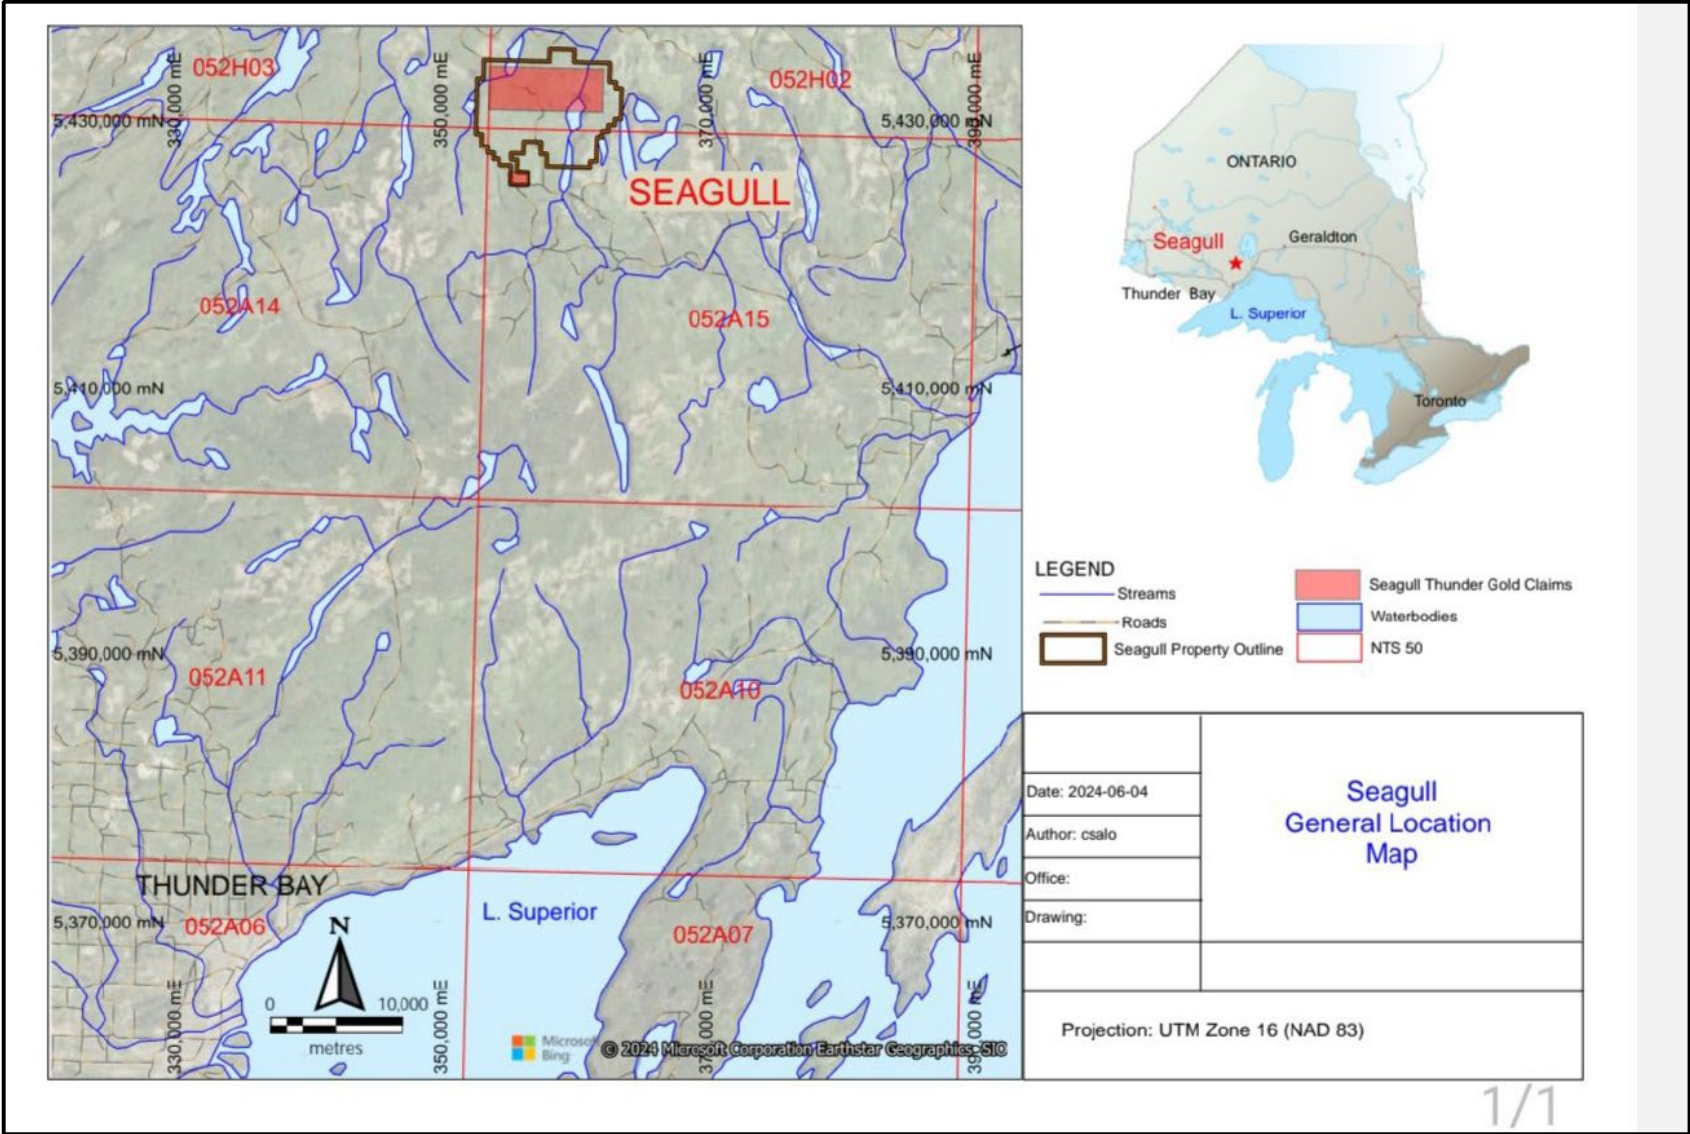 052H03
330,000 mE
350,000 mE
370,000 mE
052H02
390,000 mE
5,430,000 mN
5,430,000 mN
SEAGULL
052A14
052A15
5,410,000 mN
5,410,000 mN
5,390,000 mN
5,390,000 mN
052A11
052A10
THUNDER BAY
5,370,000 mN
052A06
N
L. Superior
052A07
5,370,000 mN
0
10,000
metres
330,000 mE
350,000 mE
370,000 mE
390,000 mE
Microsoft
Bing
© 2024 Microsoft Corporation Earthstar Geographics SIO
ONTARIO
Seagull
Geraldton
Thunder Bay
L. Superior
Toronto
LEGEND
Streams
Roads
Seagull Property Outline
Seagull Thunder Gold Claims
Waterbodies
NTS 50
Date: 2024-06-04
Author: csalo
Office:
Drawing:
Seagull
General Location
Map
Projection: UTM Zone 16 (NAD 83)
1/1